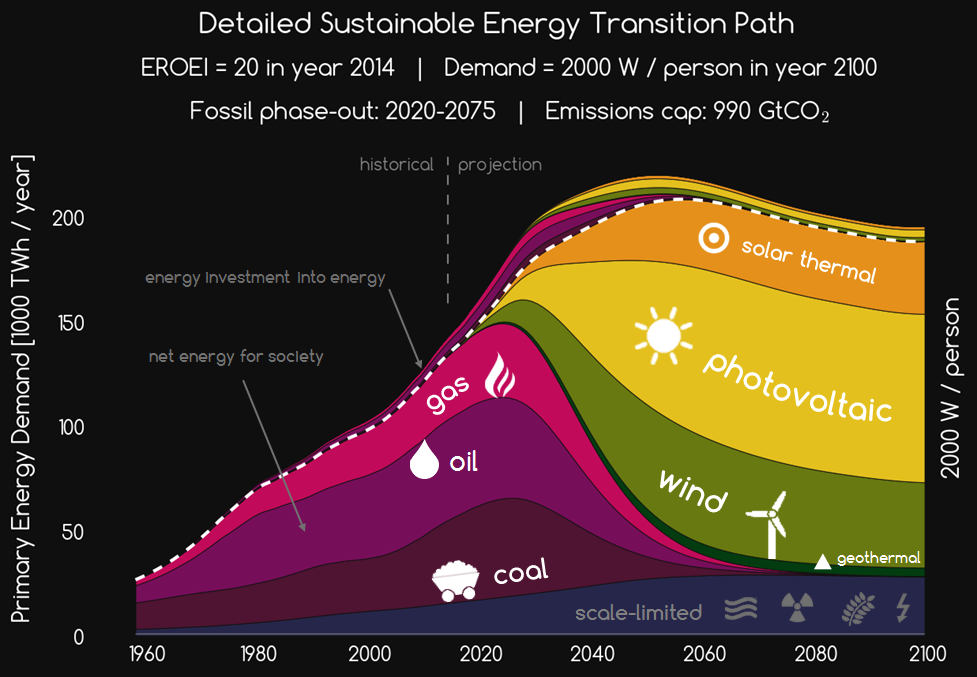 Detailed Sustainable Energy Transition Path
EROEI = 20 in year 2014 | Demand = 2000 W / person in year 2100
Fossil phase-out: 2020-2075 | Emissions cap: 990 GtCO₂
historical
projection
Primary Energy Demand [1000 TWh / year]
200
150
100
50
0
energy investment into energy
net energy for society
solar thermal
photovoltaic
gas
oil
wind
coal
geothermal
scale-limited
2000 W / person
1960 1980 2000 2020 2040 2060 2080 2100